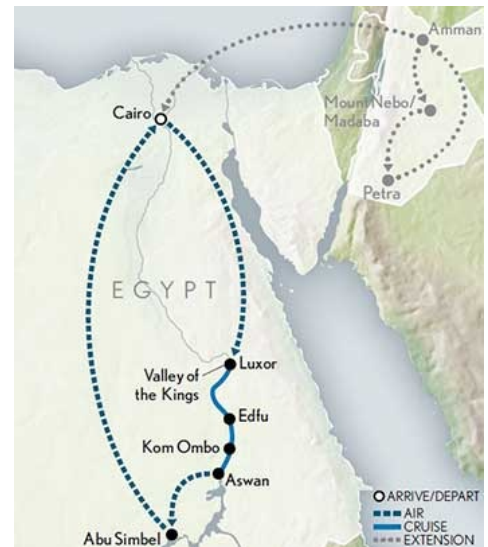 Amman
Mount Nebo/
Madaba
Cairo
Petra
EGYPT
Luxor
Valley of
the Kings
Edfu
Kom Ombo
Aswan
Abu Simbel
ARRIVE/DEPART
AIR
CRUISE
EXTENSION